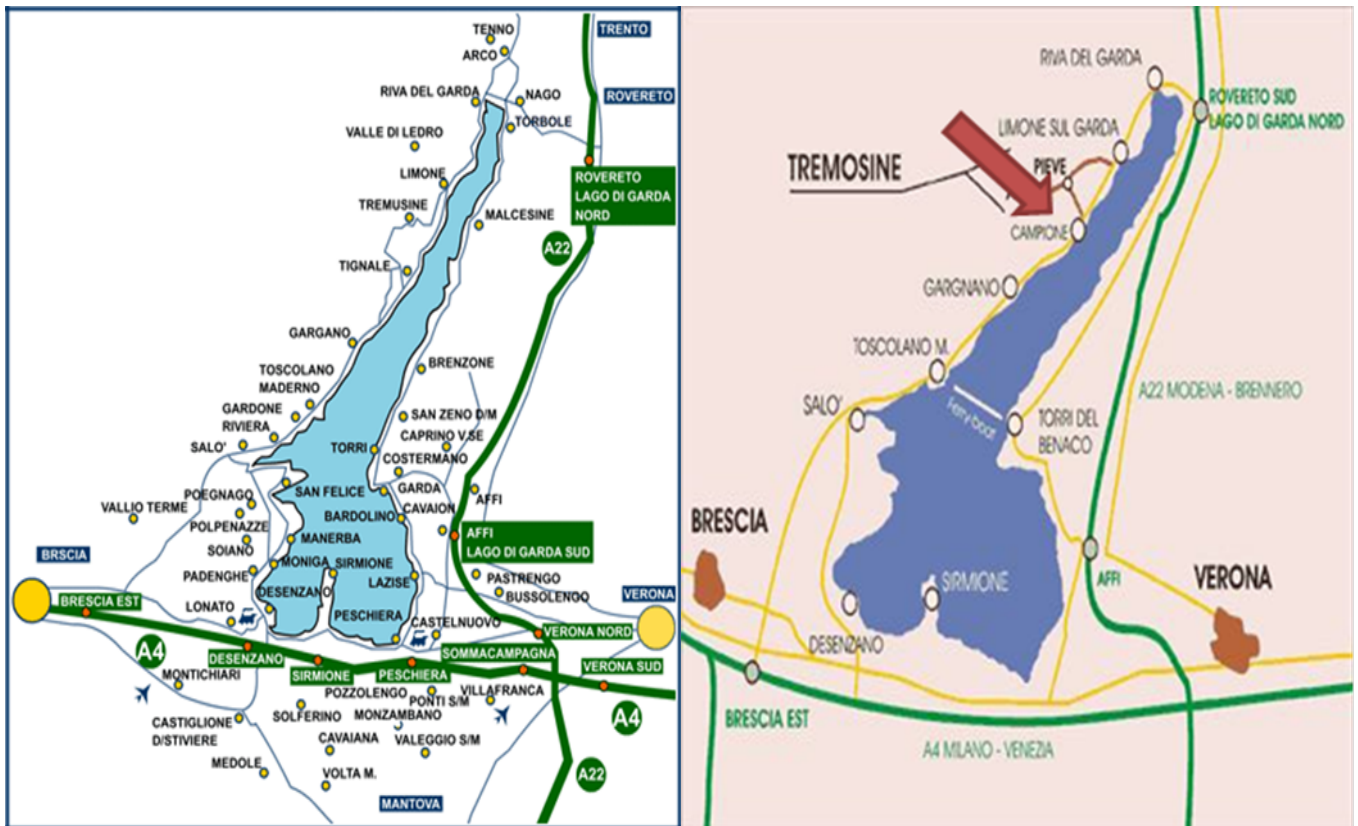 TENNO
ARCO
TRENTO
RIVA DEL GARDA
NAGO
ROVERETO
TORBOLE
VALLE DI LEDRO
LIMONE
ROVERETO
LAGO DI GARDA
NORD
TREMUSINE
MALCESINE
A22
TIGNALE
GARGANO
BRENZONE
TOSCOLANO
MADERNO
GARDONE
RIVIERA
SAN ZENO D/M
CAPRINO V.SE
SALO'
TORRI
COSTERMANO
SAN FELICE
GARDA
POEGNAGO
AFFI
VALLIO TERME
CAVAION
BARDOLINO
POLPENAZZE
MANERBA
AFFI
LAGO DI GARDA SUD
SOIANO
BRSCIA
MONIGA
SIRMIONE
PADENGHE
LAZISE
PASTRENGO
BUSSOLENGO
DESENZANO
VERONA
BRESCIA EST
LONATO
PESCHIERA
CASTELNUOVO
VERONA NORD
A4
DESENZANO
SOMMACAMPAGNA
SIRMIONE
PESCHIERA
VERONA SUD
MONTICHIARI
POZZOLENGO
PONTI S/M
VILLAFRANCA
CASTIGLIONE
D/STIVIERE
SOLFERINO
MONZAMBANO
A4
CAVAIANA
VALEGGIO S/M
MEDOLE
VOLTA M.
A22
MANTOVA
RIVA DEL GARDA
ROVERETO SUD
LAGO DI GARDA NORD
LIMONE SUL GARDA
TREMOSINE
PIEVE
CAMPIONE
GARGNANO
TOSCOLANO M.
A22 MODENA - BRENNERO
SALO'
Ferry boat
TORRI DEL
BENACO
BRESCIA
AFFI
VERONA
SIRMIONE
DESENZANO
BRESCIA EST
A4 MILANO - VENEZIA